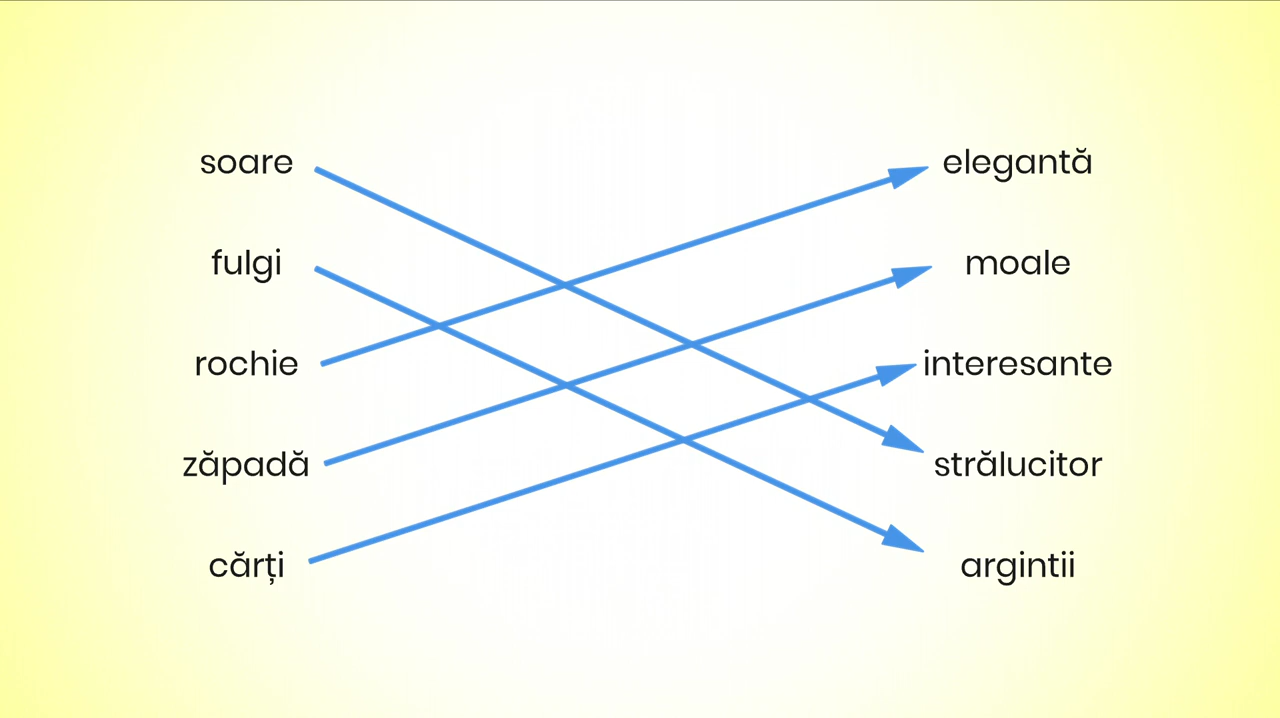 soare elegantă
fulgi moale
rochie interesante
zăpadă strălucitor
cărți argintii